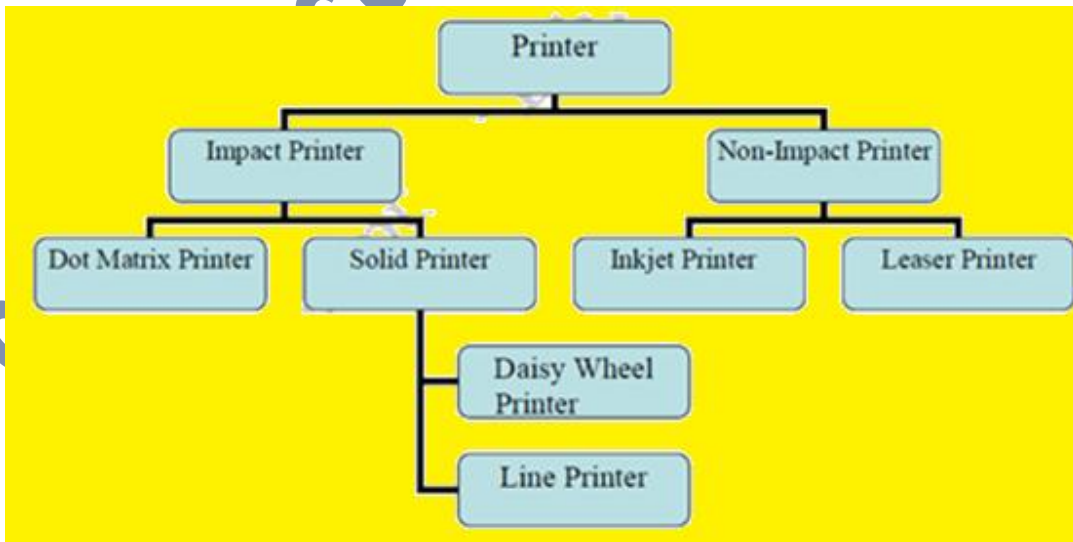 Printer
Impact Printer
Non-Impact Printer
Dot Matrix Printer
Solid Printer
Inkjet Printer
Leaser Printer
Daisy Wheel
Printer
Line Printer